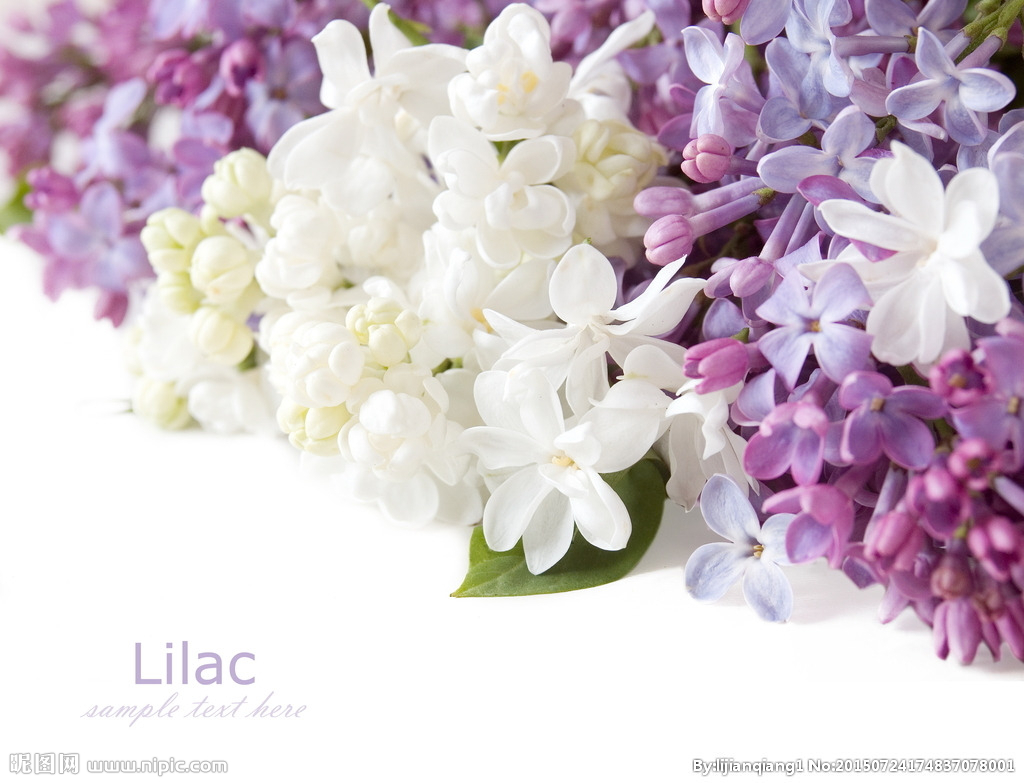 Lilac
sample text here
昵图网 www.nipic.com
By:lijianqiang1 No:20150724174837078001